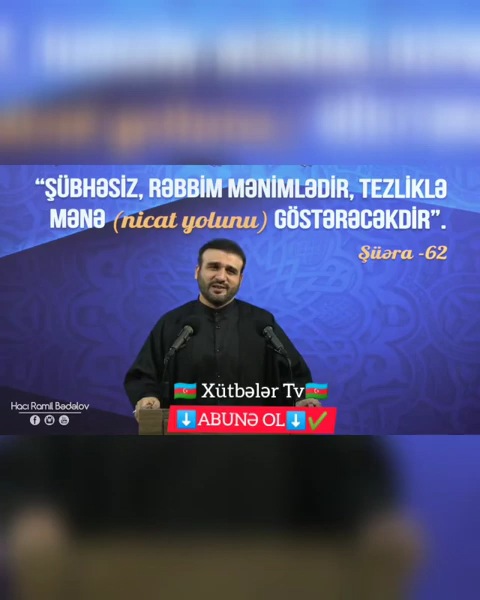 “ŞÜBHƏSİZ, RƏBBİM MƏNİMLƏDİR, TEZLİKLƏ
MƏNƏ (nicat yolunu) GÖSTƏRƏCƏKDİR”.
Şüəra -62
Hacı Ramil Bədəlov
🇦🇿 Xütbələr Tv🇦🇿
⬇️ABUNƏ OL⬇️✔️